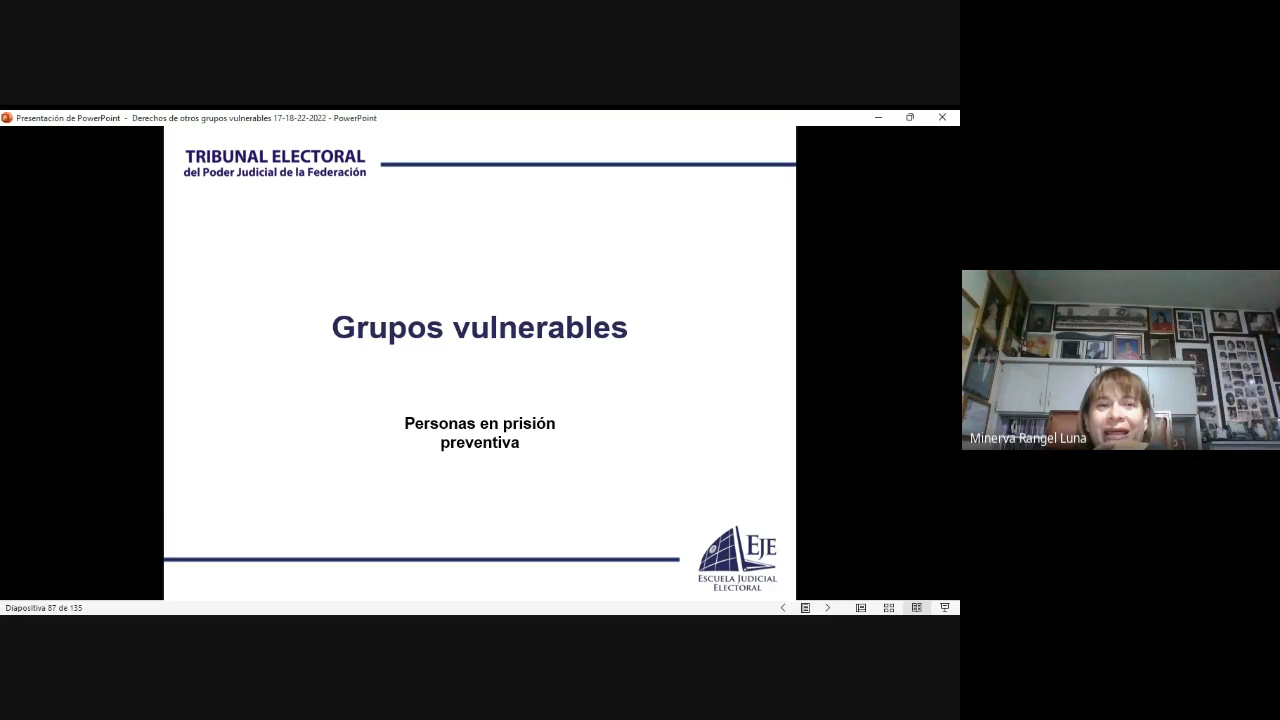 Presentación de PowerPoint - Derechos de otros grupos vulnerables 17-18-22-2022 - PowerPoint
TRIBUNAL ELECTORAL
del Poder Judicial de la Federación
Grupos vulnerables
Personas en prisión
preventiva
EJE
ESCUELA JUDICIAL
ELECTORAL
Diapositiva 87 de 135
Minerva Rangel Luna